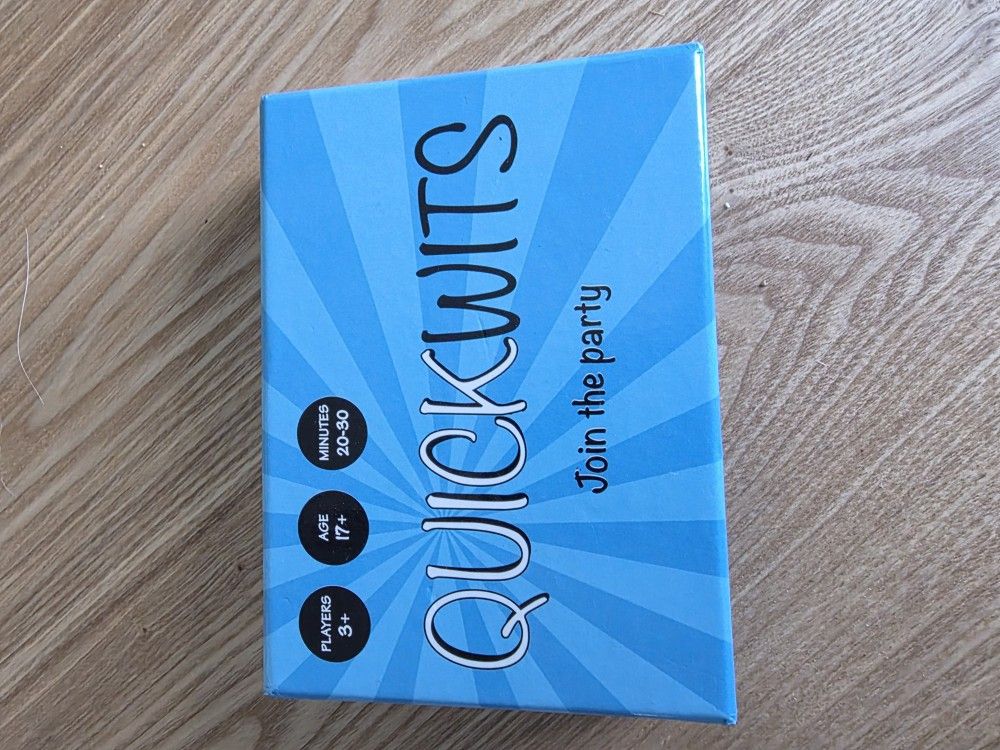 PLAYERS
3+
AGE
17+
MINUTES
20-30
QUICKWITS
Join the party